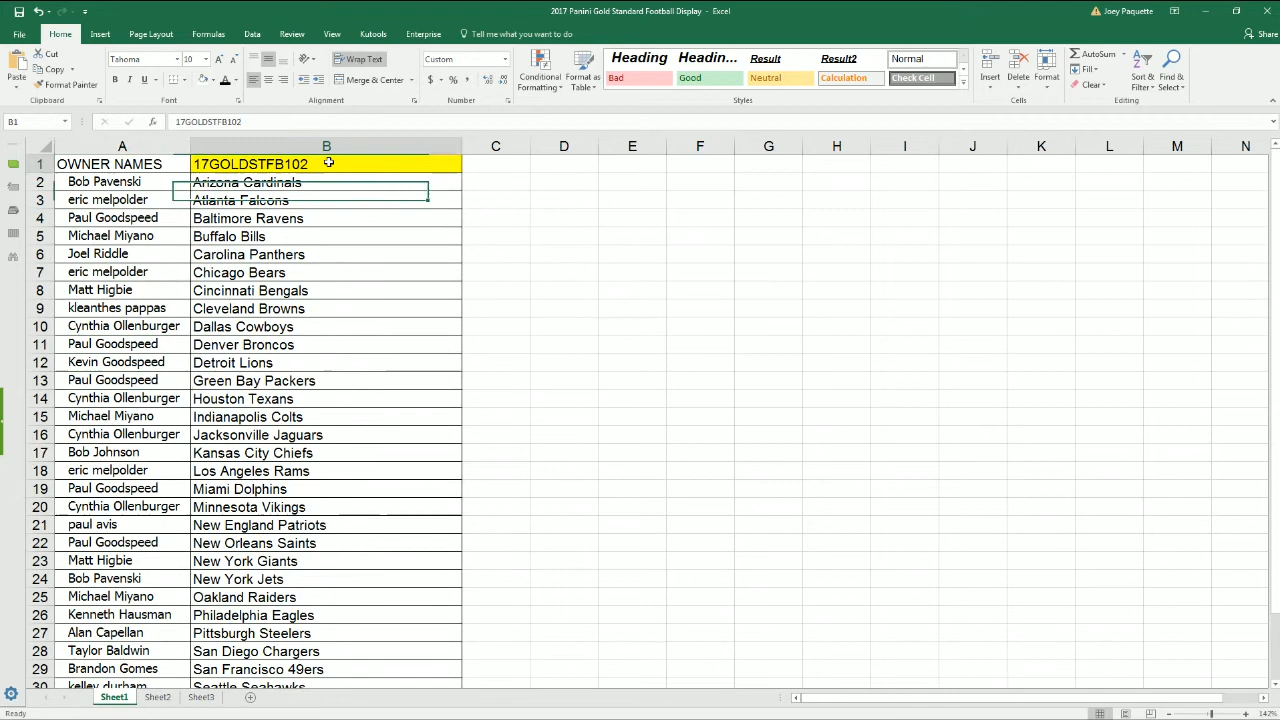 2017 Panini Gold Standard Football Display - Excel
Joey Paquette
File Home Insert Page Layout Formulas Data Review View Kutools Enterprise Tell me what you want to do Share
Paste Cut Copy Format Painter Clipboard
Tahoma 10 B I U A A A Font
Wrap Text Merge & Center Alignment
Custom $ % , Number
Conditional Formatting Format as Table
Heading Headin... Result Result2 Normal
Bad Good Neutral Calculation Check Cell
Styles
Insert Delete Format Cells
AutoSum Fill Clear Sort & Filter Find & Select Editing
B1 fx 17GOLDSTFB102
A B C D E F G H I J K L M N
1 OWNER NAMES 17GOLDSTFB102
2 Bob Pavenski Arizona Cardinals
3 eric melpolder Atlanta Falcons
4 Paul Goodspeed Baltimore Ravens
5 Michael Miyano Buffalo Bills
6 Joel Riddle Carolina Panthers
7 eric melpolder Chicago Bears
8 Matt Higbie Cincinnati Bengals
9 kleanthes pappas Cleveland Browns
10 Cynthia Ollenburger Dallas Cowboys
11 Paul Goodspeed Denver Broncos
12 Kevin Goodspeed Detroit Lions
13 Paul Goodspeed Green Bay Packers
14 Cynthia Ollenburger Houston Texans
15 Michael Miyano Indianapolis Colts
16 Cynthia Ollenburger Jacksonville Jaguars
17 Bob Johnson Kansas City Chiefs
18 eric melpolder Los Angeles Rams
19 Paul Goodspeed Miami Dolphins
20 Cynthia Ollenburger Minnesota Vikings
21 paul avis New England Patriots
22 Paul Goodspeed New Orleans Saints
23 Matt Higbie New York Giants
24 Bob Pavenski New York Jets
25 Michael Miyano Oakland Raiders
26 Kenneth Hausman Philadelphia Eagles
27 Alan Capellan Pittsburgh Steelers
28 Taylor Baldwin San Diego Chargers
29 Brandon Gomes San Francisco 49ers
30 kelley durham Seattle Seahawks
Sheet1 Sheet2 Sheet3
Ready 142%